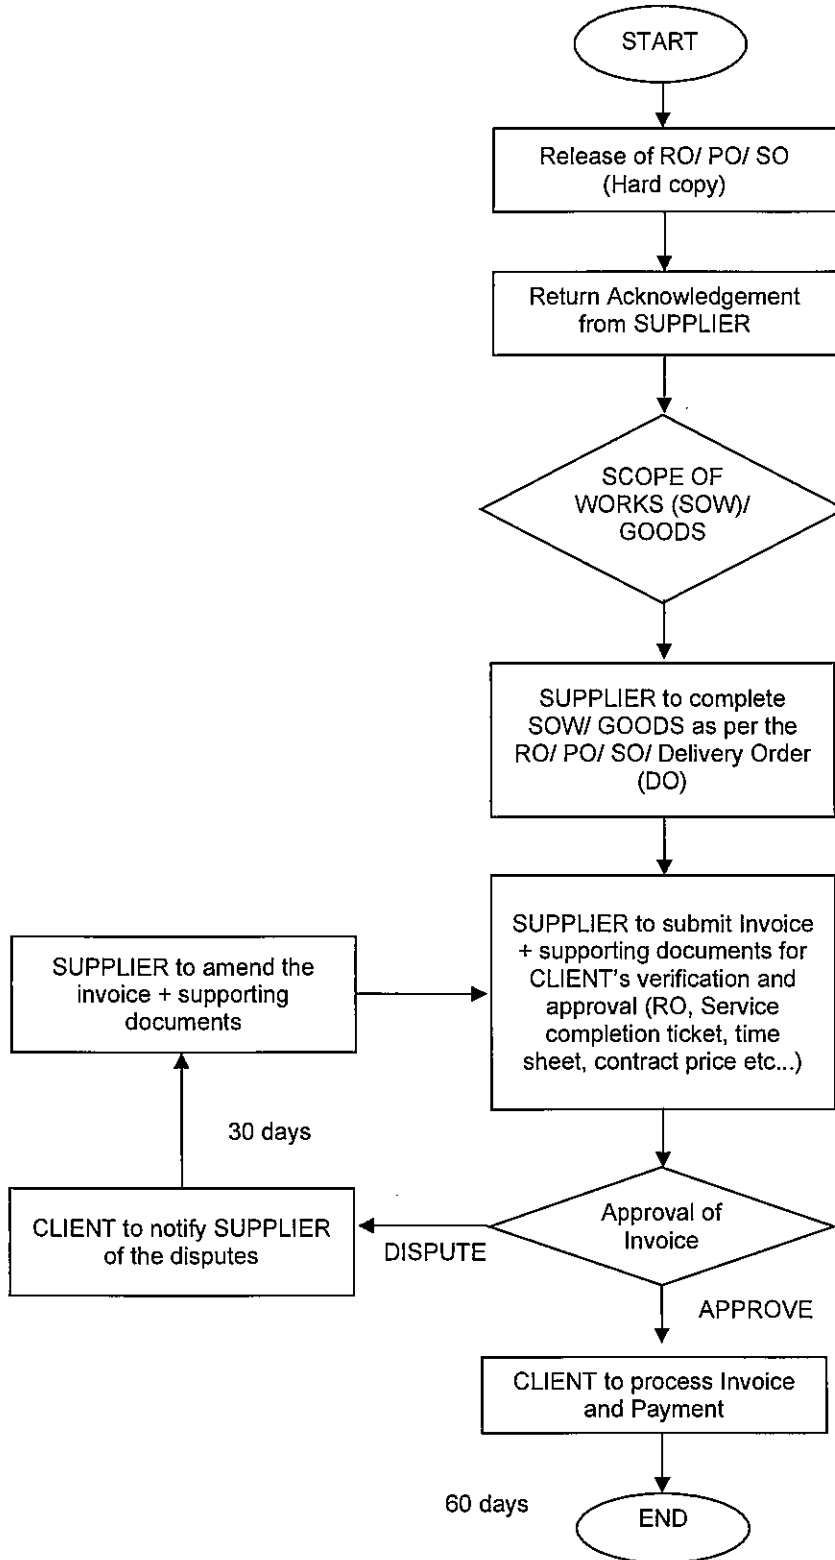 START
Release of RO/ PO/ SO
(Hard copy)
Return Acknowledgement
from SUPPLIER
SCOPE OF
WORKS (SOW)/
GOODS
SUPPLIER to complete
SOW/ GOODS as per the
RO/ PO/ SO/ Delivery Order
(DO)
SUPPLIER to submit Invoice
+ supporting documents for
CLIENT's verification and
approval (RO, Service
completion ticket, time
sheet, contract price etc...)
SUPPLIER to amend the
invoice + supporting
documents
30 days
CLIENT to notify SUPPLIER
of the disputes
DISPUTE
Approval of
Invoice
APPROVE
CLIENT to process Invoice
and Payment
60 days
END